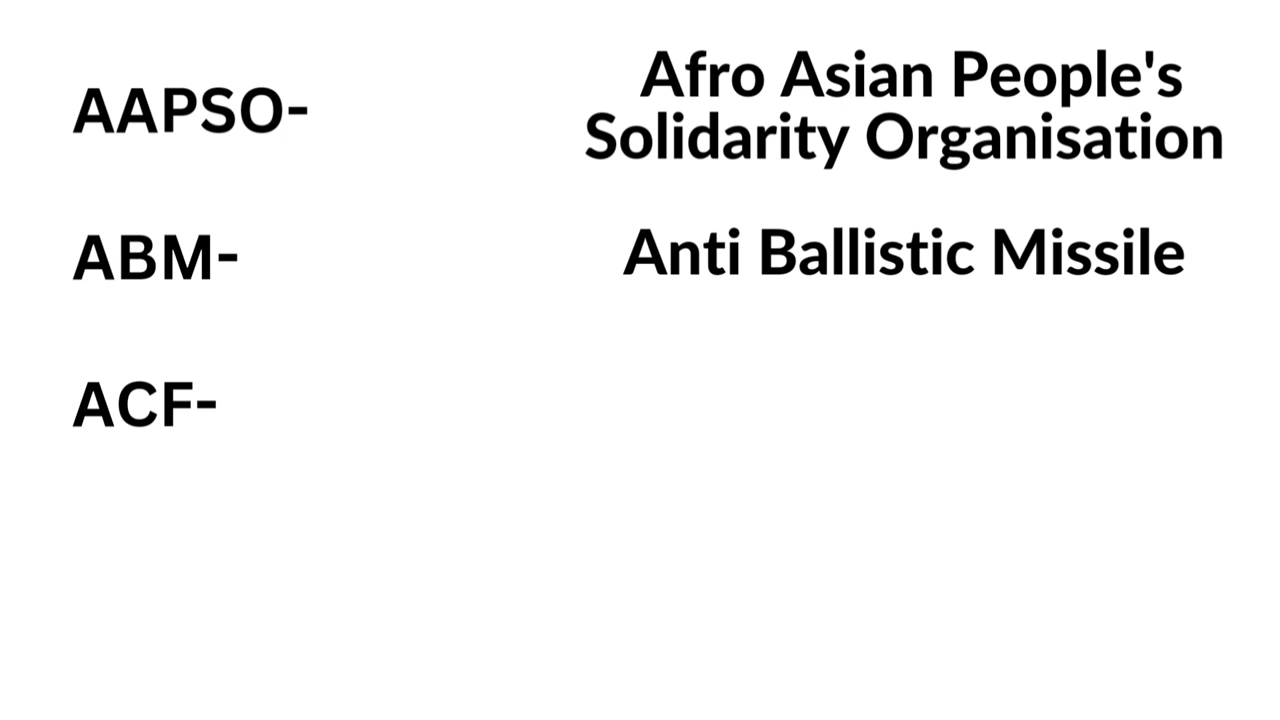 AAPSO-
Afro Asian People's
Solidarity Organisation
ABM-
Anti Ballistic Missile
ACF-